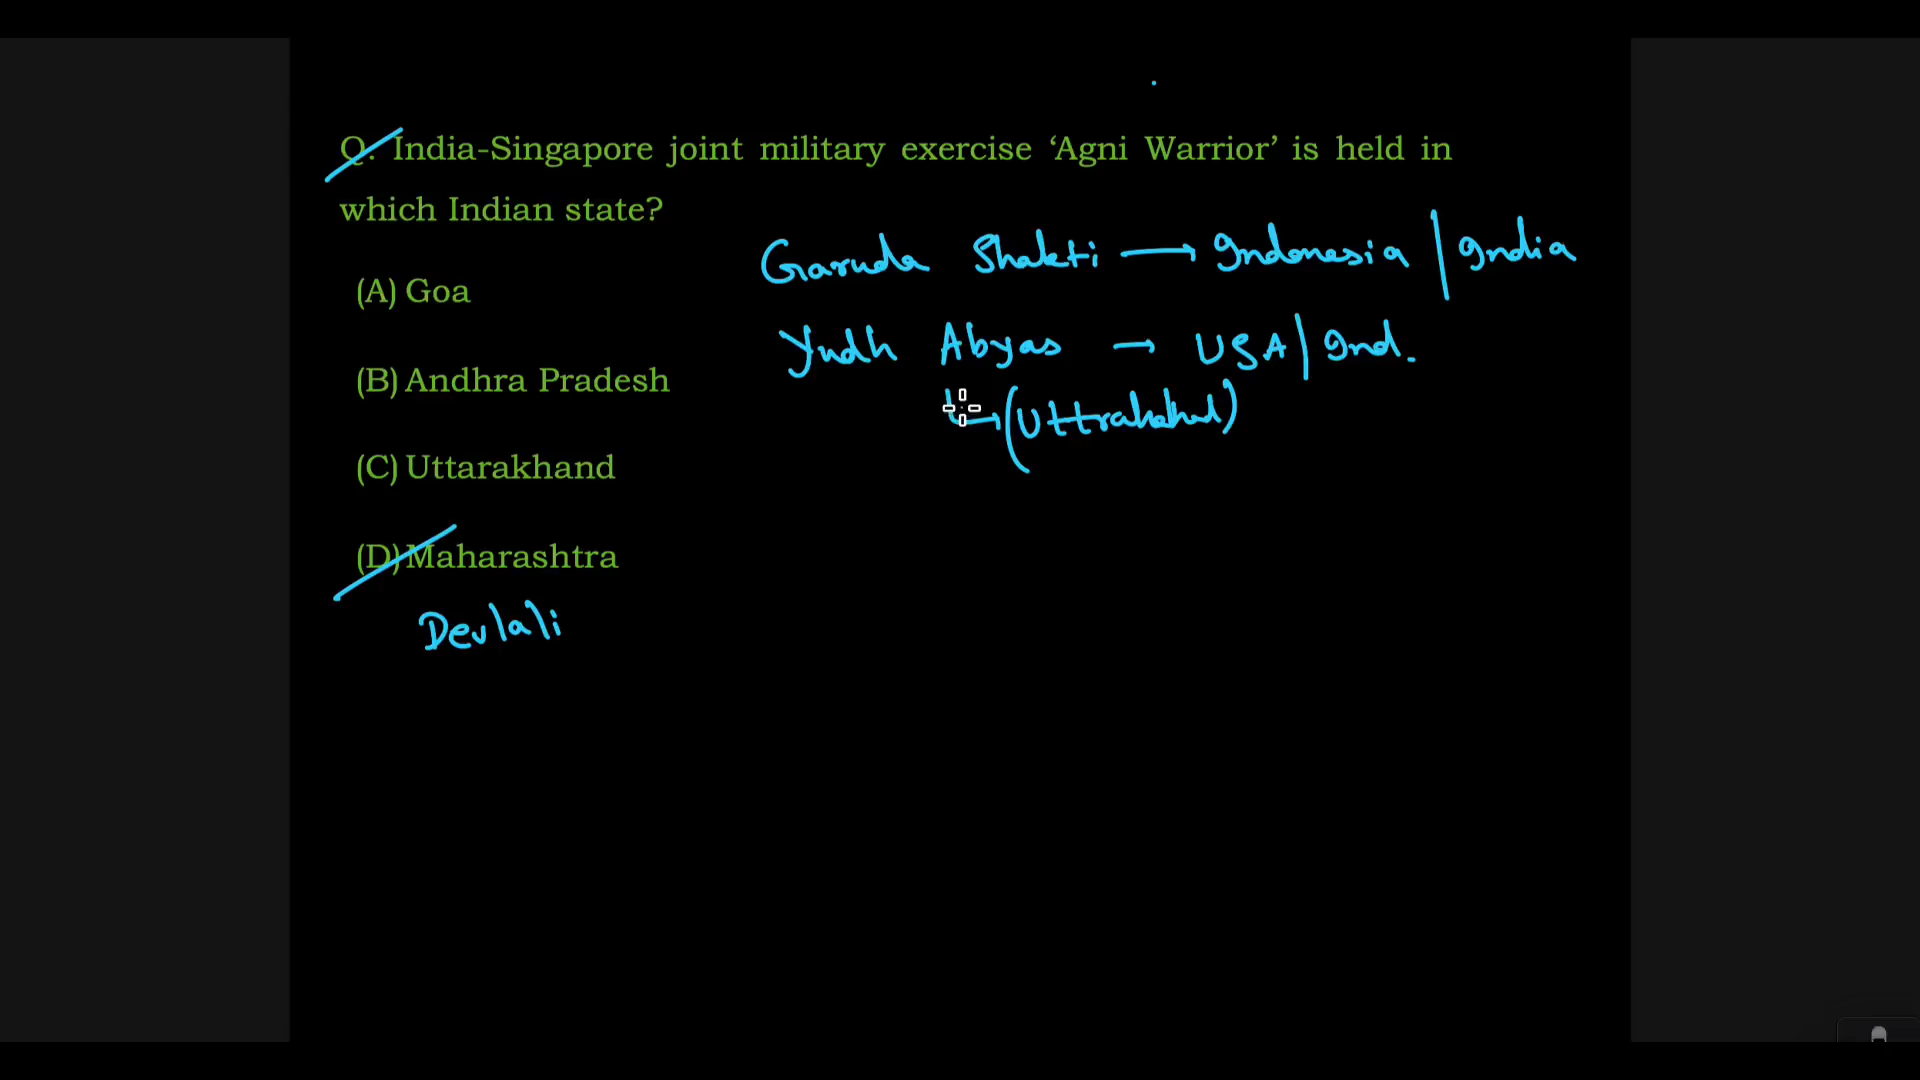 Q. India-Singapore joint military exercise ‘Agni Warrior’ is held in
which Indian state?
(A) Goa
(B) Andhra Pradesh
(C) Uttarakhand
(D) Maharashtra
Devlali
Garuda Shakti → Indonesia / India
Yudh Abyas → USA / Ind.
↳ (Uttrakhand)